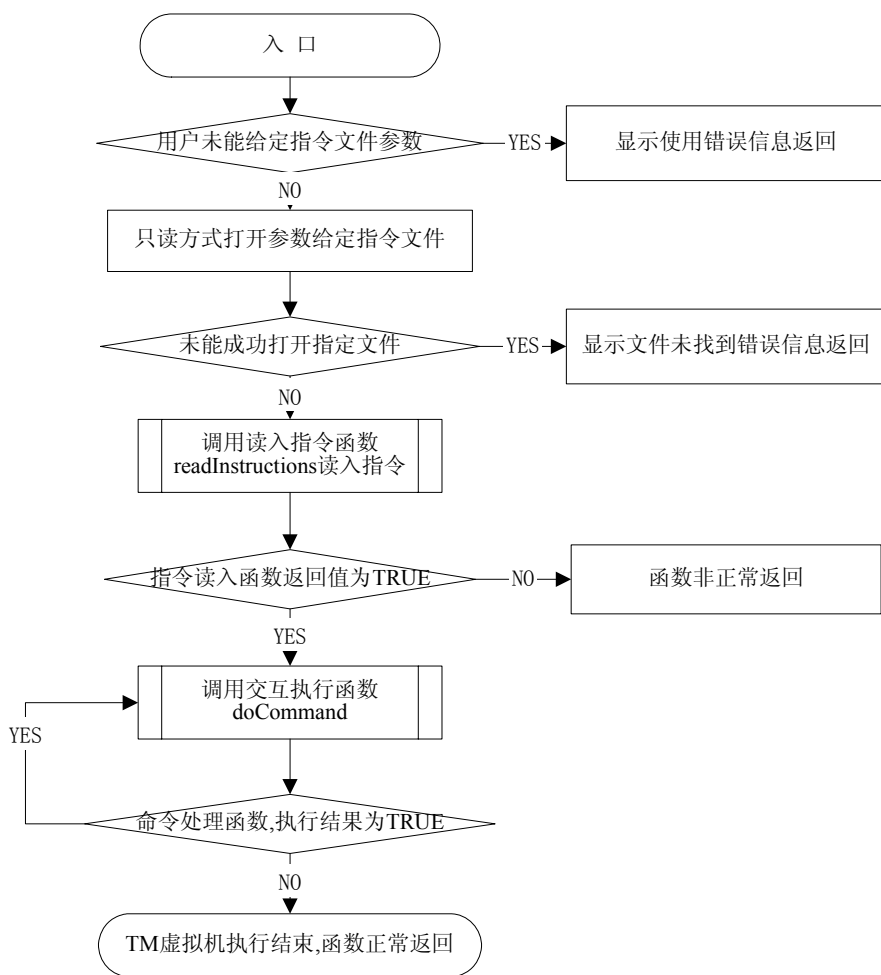 入 口
用户未能给定指令文件参数
YES
显示使用错误信息返回
NO
只读方式打开参数给定指令文件
未能成功打开指定文件
YES
显示文件未找到错误信息返回
NO
调用读入指令函数
readInstructions读入指令
指令读入函数返回值为TRUE
NO
函数非正常返回
YES
调用交互执行函数
doCommand
YES
命令处理函数,执行结果为TRUE
NO
TM虚拟机执行结束,函数正常返回